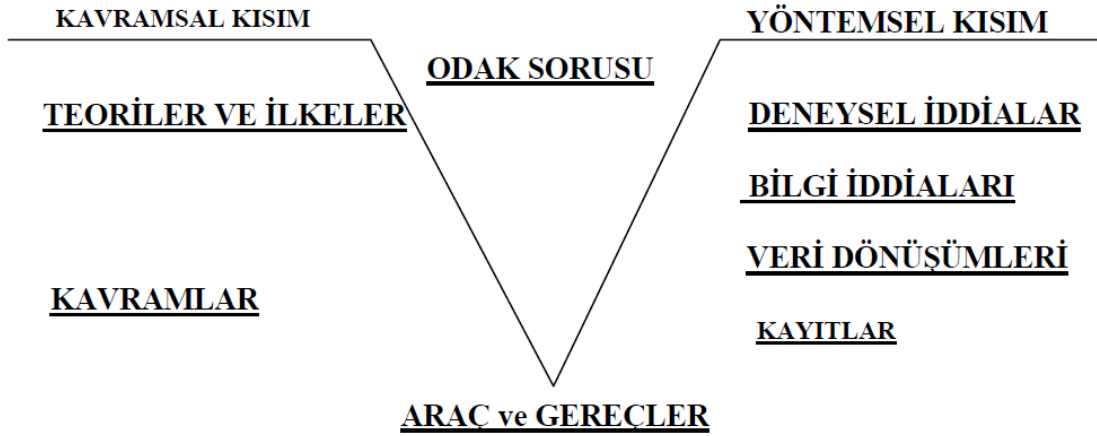 KAVRAMSAL KISIM
YÖNTEMSEL KISIM
ODAK SORUSU
TEORİLER VE İLKELER
DENEYSEL İDDİALAR
BİLGİ İDDİALARI
VERİ DÖNÜŞÜMLERİ
KAVRAMLAR
KAYITLAR
ARAÇ ve GEREÇLER